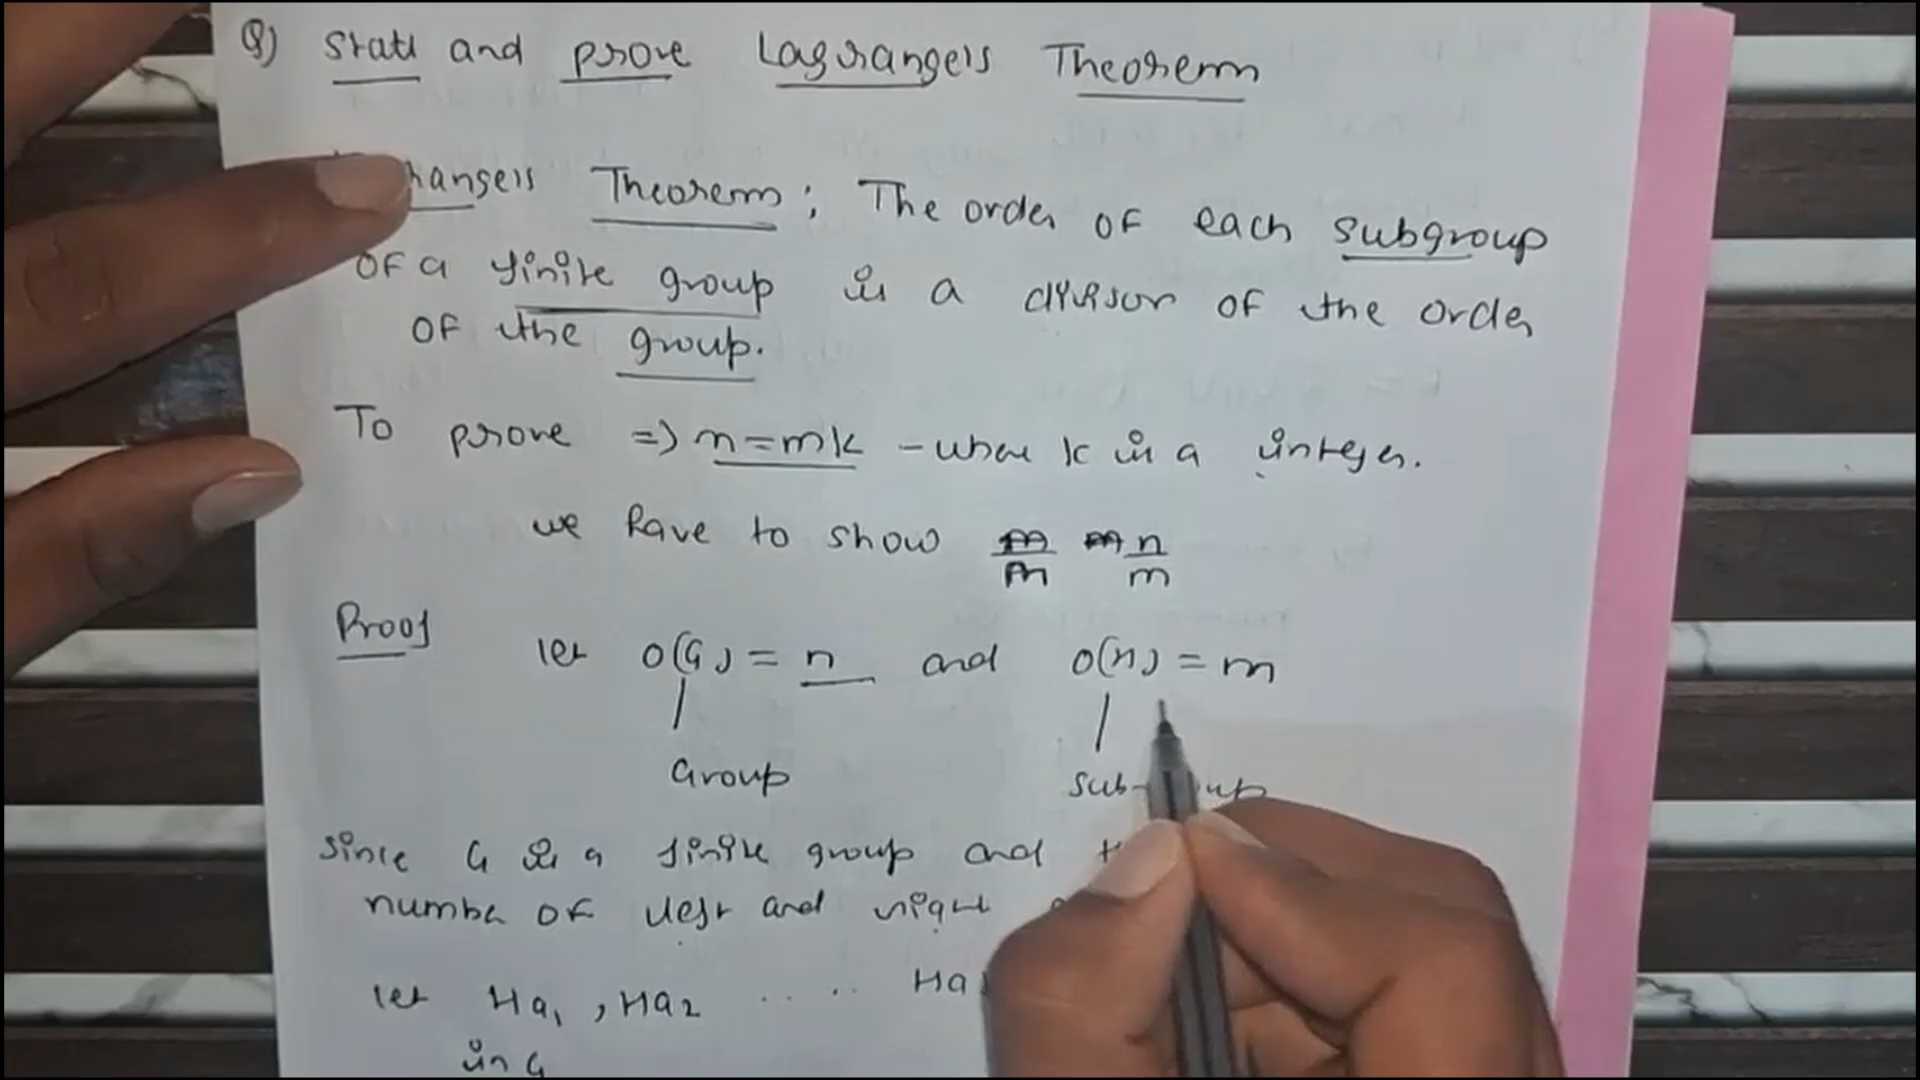 Q) State and prove Lagranges Theorem
Theorem : The order of each subgroup
of a finite group is a divisor of the order
of the group.
To prove => n=mk - where k is a integer.
we have to show m/m n/m
Proof let O(G) = n and O(H) = m
Group
since G is a finite group and
number of left and right
let Ha₁ , Ha₂ ..... Ha
in G